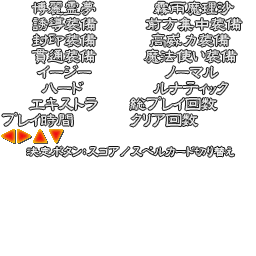 博麗霊夢 霧雨魔理沙
誘導装備 前方集中装備
封印装備 高威力装備
貫通装備 魔法使い装備
イージー ノーマル
ハード ルナティック
エキストラ 総プレイ回数
プレイ時間 クリア回数
決定ボタン:スコア/スペルカード切り替え